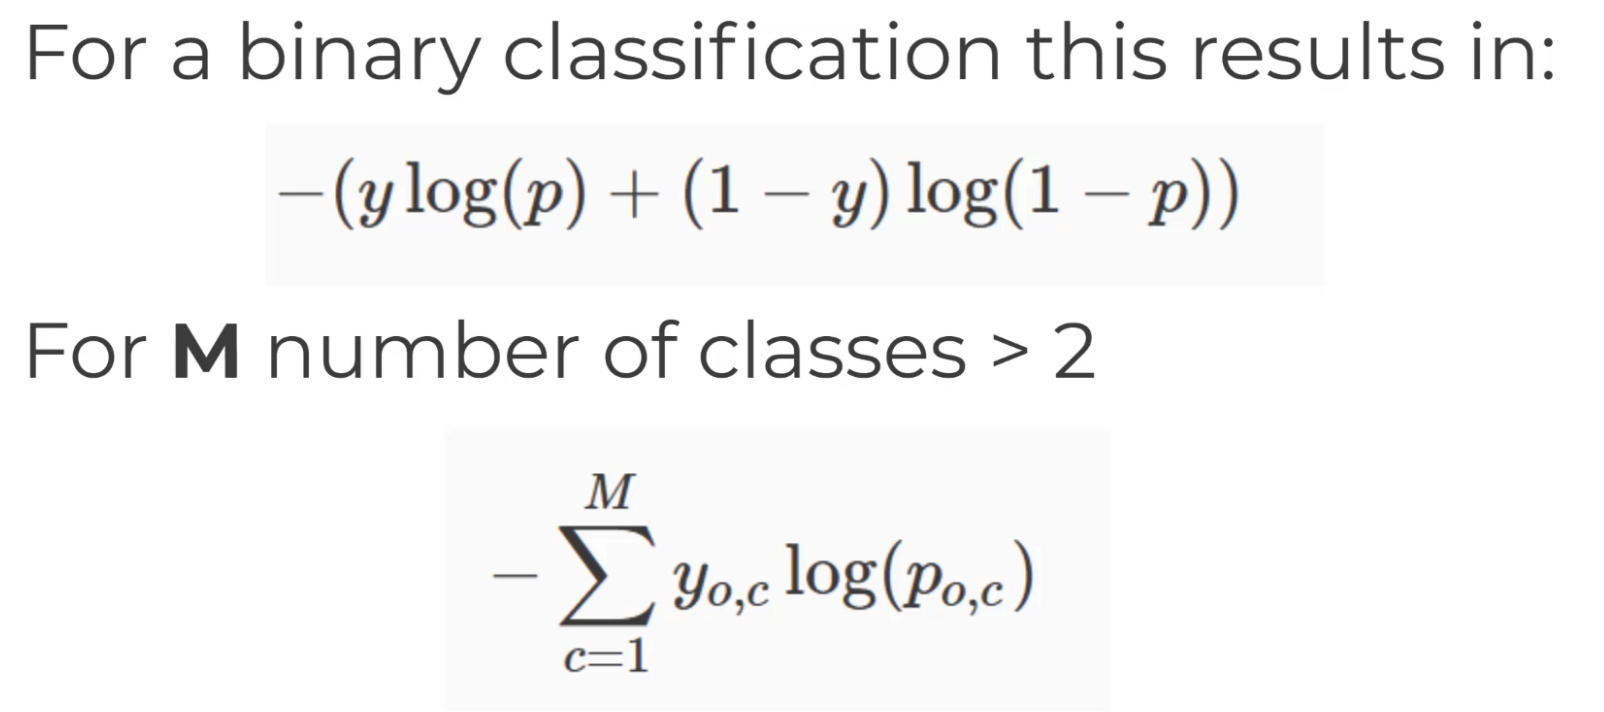 For a binary classification this results in:
−(y log(p) + (1 − y) log(1 − p))
For M number of classes > 2
M
− ∑ y_{o,c} log(p_{o,c})
c=1